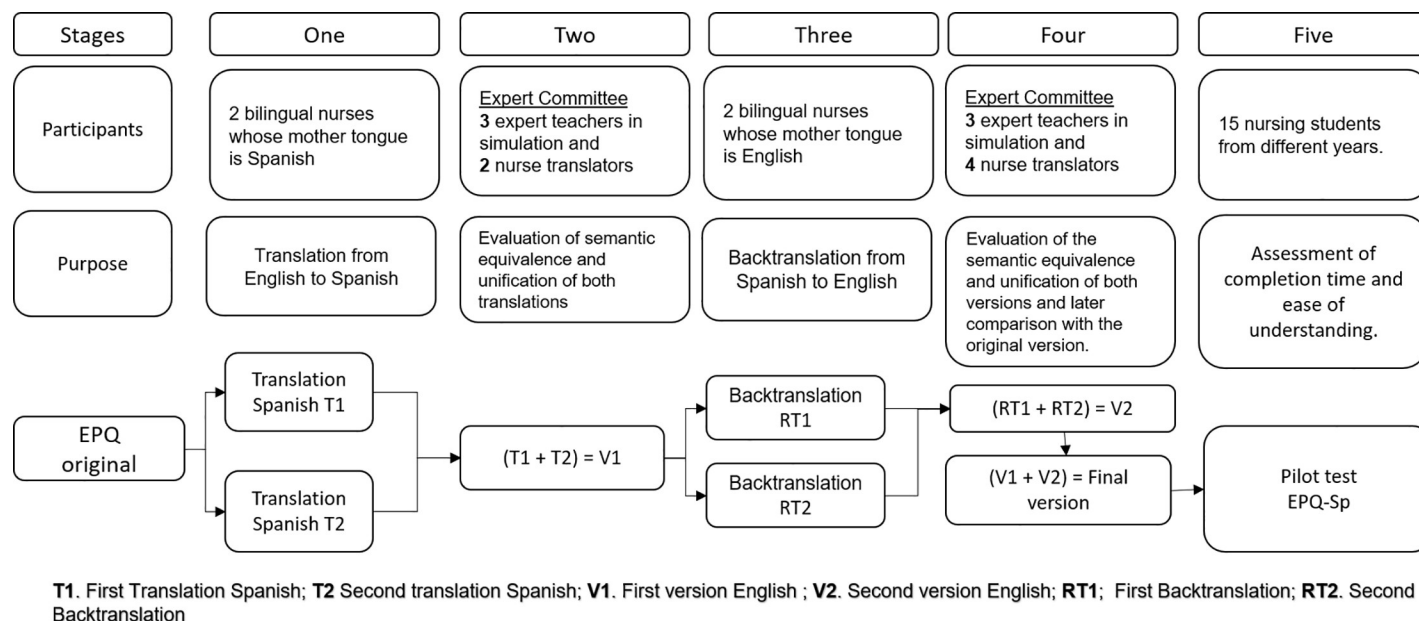 Stages
One
Two
Three
Four
Five
Participants
2 bilingual nurses
whose mother tongue
is Spanish
Expert Committee
3 expert teachers in
simulation and
2 nurse translators
2 bilingual nurses
whose mother tongue
is English
Expert Committee
3 expert teachers in
simulation and
4 nurse translators
15 nursing students
from different years.
Purpose
Translation from
English to Spanish
Evaluation of semantic
equivalence and
unification of both
translations
Backtranslation from
Spanish to English
Evaluation of the
semantic equivalence
and unification of both
versions and later
comparison with the
original version.
Assessment of
completion time and
ease of
understanding.
EPQ
original
Translation
Spanish T1
Translation
Spanish T2
(T1 + T2) = V1
Backtranslation
RT1
Backtranslation
RT2
(RT1 + RT2) = V2
(V1 + V2) = Final
version
Pilot test
EPQ-Sp
T1. First Translation Spanish; T2 Second translation Spanish; V1. First version English ; V2. Second version English; RT1; First Backtranslation; RT2. Second
Backtranslation